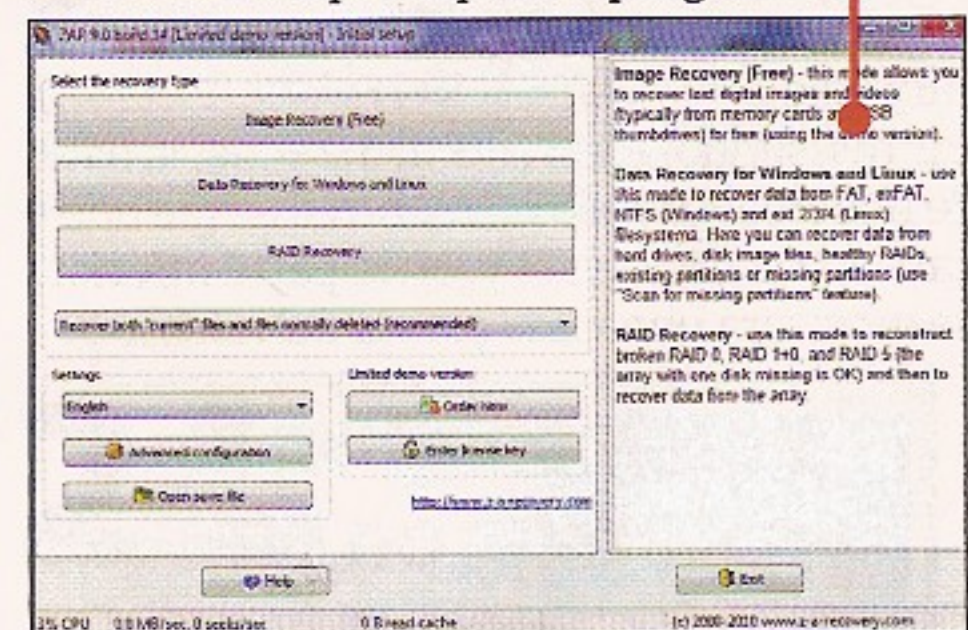 ZAR 9.0 build 34 [Limited demo version] - Initial setup
Select the recovery type
Image Recovery (Free)
Data Recovery for Windows and Linux
RAID Recovery
Recover both "current" files and files normally deleted (recommended)
Settings
English
Advanced configuration
Open save file
Limited demo version
Order Now
Enter license key
http://www.z-a-recovery.com
Image Recovery (Free) - this mode allows you
to recover lost digital images and videos
(typically from memory cards
thumbdrives) for free (using the demo version).
Data Recovery for Windows and Linux - use
this mode to recover data from FAT, exFAT,
NTFS (Windows) and ext 2/3/4 (Linux)
filesystems. Here you can recover data from
hard drives, disk image files, healthy RAIDs,
existing partitions or missing partitions (use
"Scan for missing partitions" feature).
RAID Recovery - use this mode to reconstruct
broken RAID 0, RAID 1+0, and RAID 5 (the
array with one disk missing is OK) and then to
recover data from the array
Help
Exit
3% CPU
0.0 MB/sec, 0 seeks/sec
0 B read cache
(c) 2000-2010 www.z-a-recovery.com